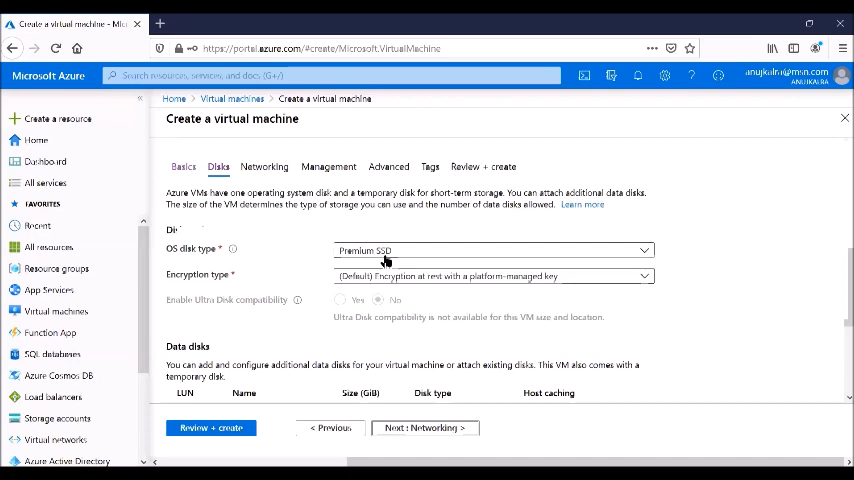 Create a virtual machine - Mic
https://portal.azure.com/#create/Microsoft.VirtualMachine
Microsoft Azure
Search resources, services, and docs (G+/)
anujkalra@msn.com
ANUJKALRA
Create a resource
Home
Dashboard
All services
FAVORITES
Recent
All resources
Resource groups
App Services
Virtual machines
Function App
SQL databases
Azure Cosmos DB
Load balancers
Storage accounts
Virtual networks
Azure Active Directory
Home > Virtual machines > Create a virtual machine
Create a virtual machine
Basics Disks Networking Management Advanced Tags Review + create
Azure VMs have one operating system disk and a temporary disk for short-term storage. You can attach additional data disks.
The size of the VM determines the type of storage you can use and the number of data disks allowed. Learn more
OS disk type * Premium SSD
Encryption type * (Default) Encryption at rest with a platform-managed key
Enable Ultra Disk compatibility Yes No
Ultra Disk compatibility is not available for this VM size and location.
Data disks
You can add and configure additional data disks for your virtual machine or attach existing disks. This VM also comes with a
temporary disk.
LUN Name Size (GiB) Disk type Host caching
Review + create < Previous Next : Networking >